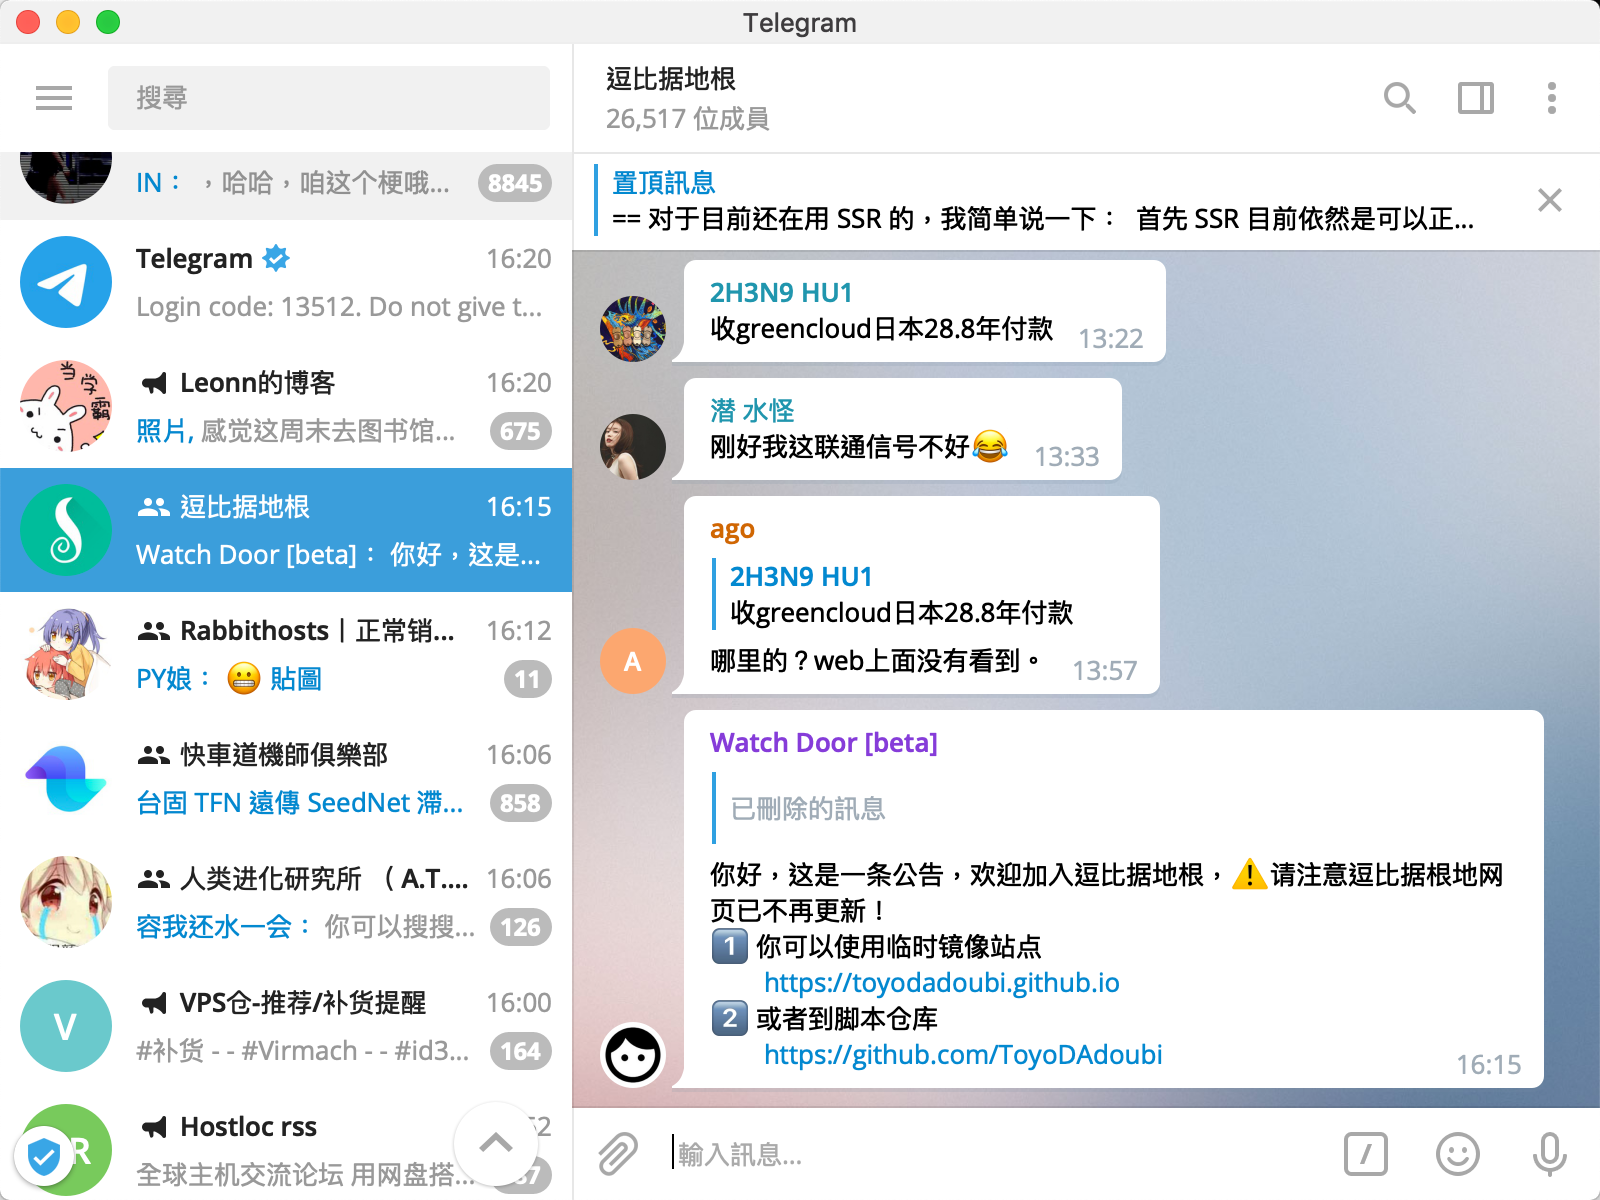 Telegram
搜尋
IN： ，哈哈，咱这个梗哦...
8845
Telegram
16:20
Login code: 13512. Do not give t...
Leonn的博客
16:20
照片, 感觉这周末去图书馆...
675
逗比据地根
16:15
Watch Door [beta]： 你好，这是...
Rabbithosts｜正常销...
16:12
PY娘： 😬 貼圖
11
快車道機師俱樂部
16:06
台固 TFN 遠傳 SeedNet 滯...
858
人类进化研究所 （ A.T....
16:06
容我还水一会： 你可以搜搜...
126
V
VPS仓-推荐/补货提醒
16:00
#补货 - - #Virmach - - #id3...
164
R
Hostloc rss
全球主机交流论坛 用网盘搭...
逗比据地根
26,517 位成員
置頂訊息
== 对于目前还在用 SSR 的，我简单说一下： 首先 SSR 目前依然是可以正...
2H3N9 HU1
收greencloud日本28.8年付款
13:22
潜 水怪
刚好我这联通信号不好😂
13:33
ago
2H3N9 HU1
收greencloud日本28.8年付款
A
哪里的？web上面没有看到。
13:57
Watch Door [beta]
已刪除的訊息
你好，这是一条公告，欢迎加入逗比据地根，⚠️请注意逗比据根地网
页已不再更新！
1️⃣ 你可以使用临时镜像站点
https://toyodadoubi.github.io
2️⃣ 或者到脚本仓库
https://github.com/ToyoDAdoubi
16:15
輸入訊息...